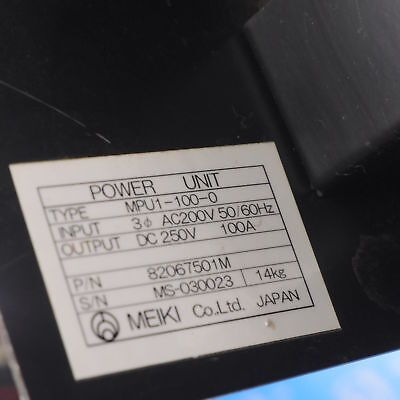 POWER UNIT
TYPE MPU1-100-0
INPUT 3φ AC200V 50/60Hz
OUTPUT DC 250V 100A
P/N 82067501M
S/N MS-030023 14kg
MEIKI Co.Ltd. JAPAN